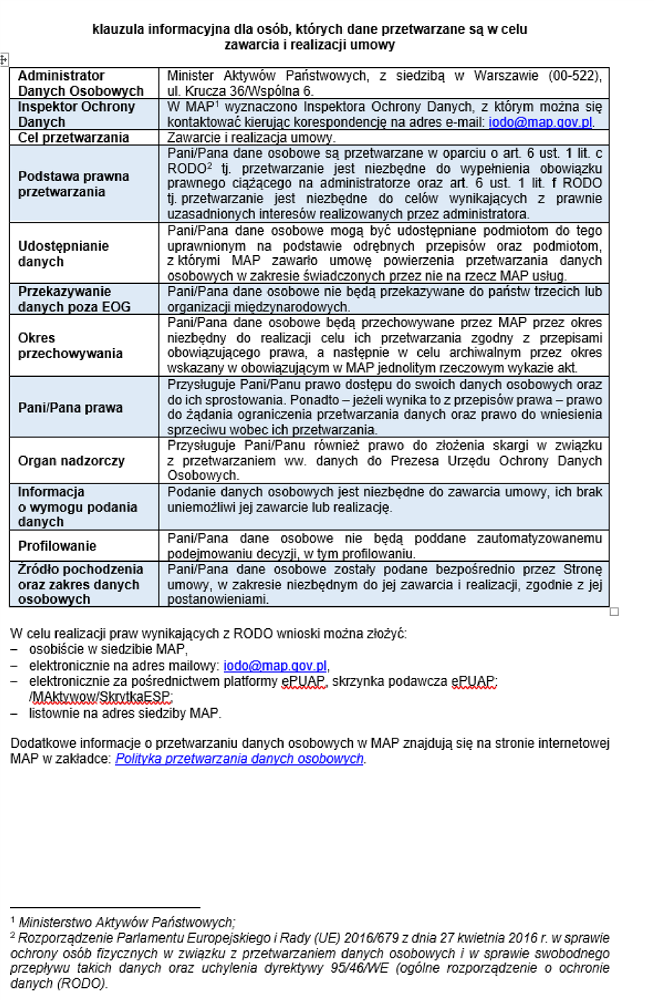 klauzula informacyjna dla osób, których dane przetwarzane są w celu
zawarcia i realizacji umowy
Administrator
Danych Osobowych
Minister Aktywów Państwowych, z siedzibą w Warszawie (00-522),
ul. Krucza 36/Wspólna 6.
Inspektor Ochrony
Danych
W MAP¹ wyznaczono Inspektora Ochrony Danych, z którym można się
kontaktować kierując korespondencję na adres e-mail: iodo@map.gov.pl.
Cel przetwarzania
Zawarcie i realizacja umowy.
Podstawa prawna
przetwarzania
Pani/Pana dane osobowe są przetwarzane w oparciu o art. 6 ust. 1 lit. c
RODO² tj. przetwarzanie jest niezbędne do wypełnienia obowiązku
prawnego ciążącego na administratorze oraz art. 6 ust. 1 lit. f RODO
tj. przetwarzanie jest niezbędne do celów wynikających z prawnie
uzasadnionych interesów realizowanych przez administratora.
Udostępnianie
danych
Pani/Pana dane osobowe mogą być udostępniane podmiotom do tego
uprawnionym na podstawie odrębnych przepisów oraz podmiotom,
z którymi MAP zawarło umowę powierzenia przetwarzania danych
osobowych w zakresie świadczonych przez nie na rzecz MAP usług.
Przekazywanie
danych poza EOG
Pani/Pana dane osobowe nie będą przekazywane do państw trzecich lub
organizacji międzynarodowych.
Okres
przechowywania
Pani/Pana dane osobowe będą przechowywane przez MAP przez okres
niezbędny do realizacji celu ich przetwarzania zgodny z przepisami
obowiązującego prawa, a następnie w celu archiwalnym przez okres
wskazany w obowiązującym w MAP jednolitym rzeczowym wykazie akt.
Pani/Pana prawa
Przysługuje Pani/Panu prawo dostępu do swoich danych osobowych oraz
do ich sprostowania. Ponadto – jeżeli wynika to z przepisów prawa – prawo
do żądania ograniczenia przetwarzania danych oraz prawo do wniesienia
sprzeciwu wobec ich przetwarzania.
Organ nadzorczy
Przysługuje Pani/Panu również prawo do złożenia skargi w związku
z przetwarzaniem ww. danych do Prezesa Urzędu Ochrony Danych
Osobowych.
Informacja
o wymogu podania
danych
Podanie danych osobowych jest niezbędne do zawarcia umowy, ich brak
uniemożliwi jej zawarcie lub realizację.
Profilowanie
Pani/Pana dane osobowe nie będą poddane zautomatyzowanemu
podejmowaniu decyzji, w tym profilowaniu.
Źródło pochodzenia
oraz zakres danych
osobowych
Pani/Pana dane osobowe zostały podane bezpośrednio przez Stronę
umowy, w zakresie niezbędnym do jej zawarcia i realizacji, zgodnie z jej
postanowieniami.
W celu realizacji praw wynikających z RODO wnioski można złożyć:
– osobiście w siedzibie MAP,
– elektronicznie na adres mailowy: iodo@map.gov.pl,
– elektronicznie za pośrednictwem platformy ePUAP, skrzynka podawcza ePUAP:
/MAktywow/SkrytkaESP;
– listownie na adres siedziby MAP.
Dodatkowe informacje o przetwarzaniu danych osobowych w MAP znajdują się na stronie internetowej
MAP w zakładce: Polityka przetwarzania danych osobowych.
¹ Ministerstwo Aktywów Państwowych;
² Rozporządzenie Parlamentu Europejskiego i Rady (UE) 2016/679 z dnia 27 kwietnia 2016 r. w sprawie
ochrony osób fizycznych w związku z przetwarzaniem danych osobowych i w sprawie swobodnego
przepływu takich danych oraz uchylenia dyrektywy 95/46/WE (ogólne rozporządzenie o ochronie
danych (RODO).